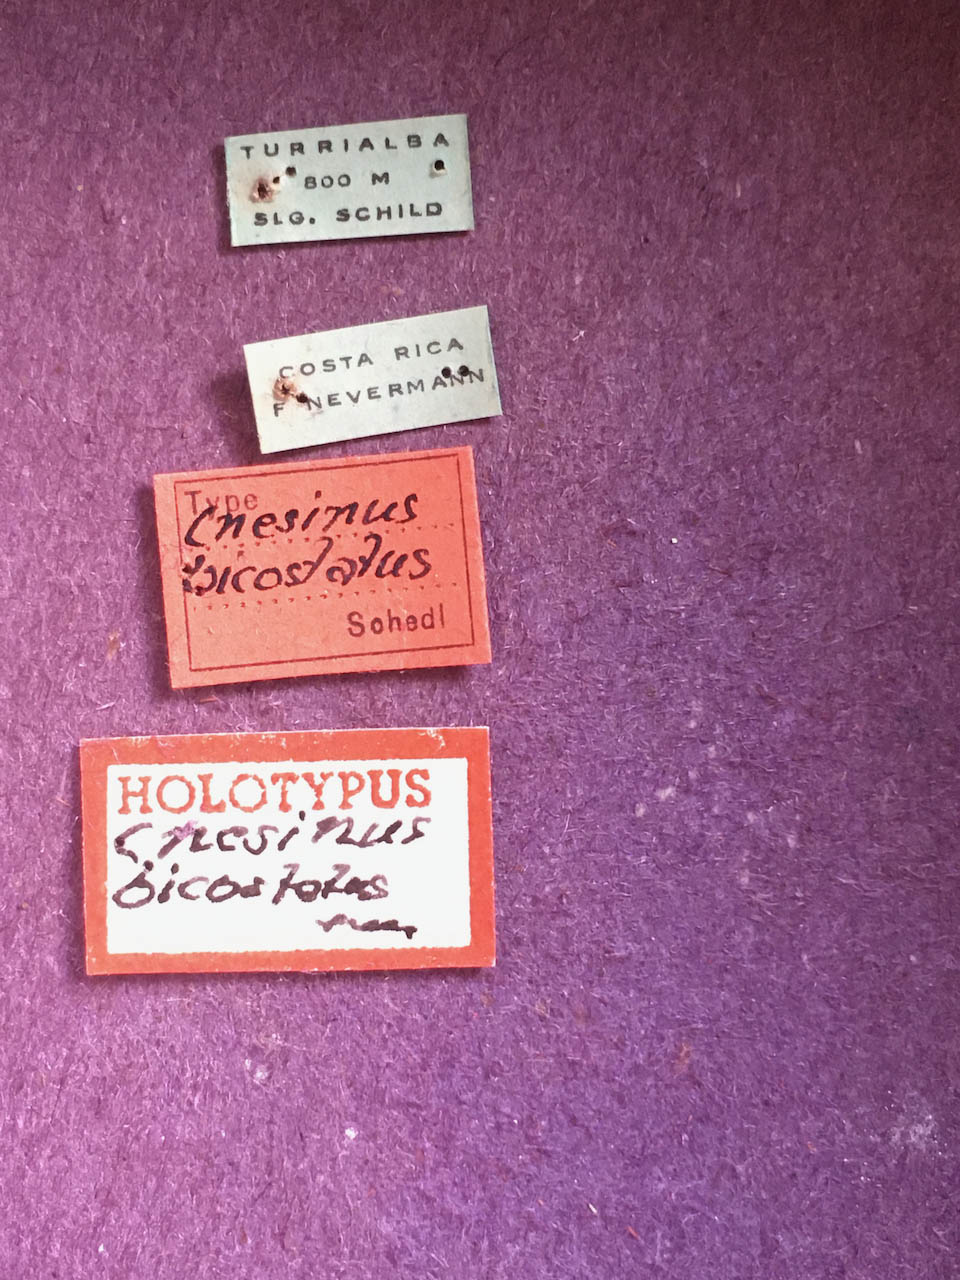 TURRIALBA
800 M
SLG. SCHILD
COSTA RICA
F NEVERMANN
Type
Cnesinus
bicostatus
Schedl
HOLOTYPUS
Cnesinus
bicostatus